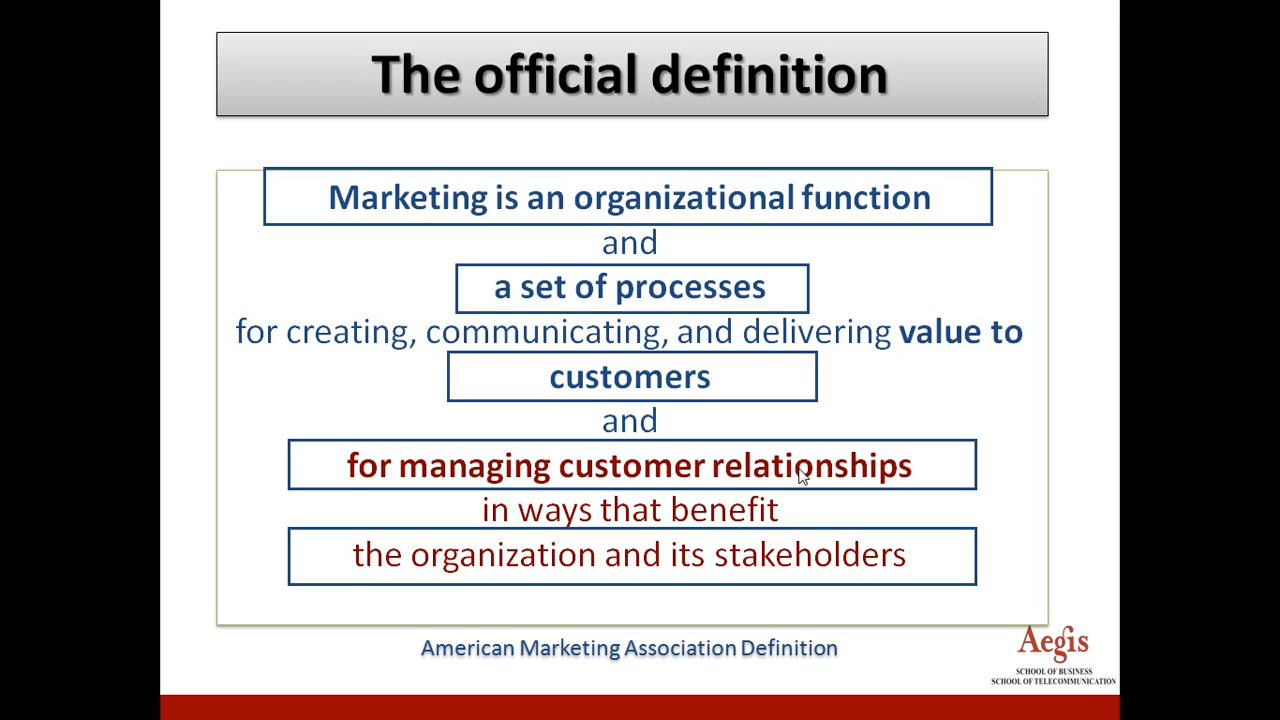 The official definition
Marketing is an organizational function
and
a set of processes
for creating, communicating, and delivering value to
customers
and
for managing customer relationships
in ways that benefit
the organization and its stakeholders
American Marketing Association Definition
Aegis
SCHOOL OF BUSINESS
SCHOOL OF TELECOMMUNICATION